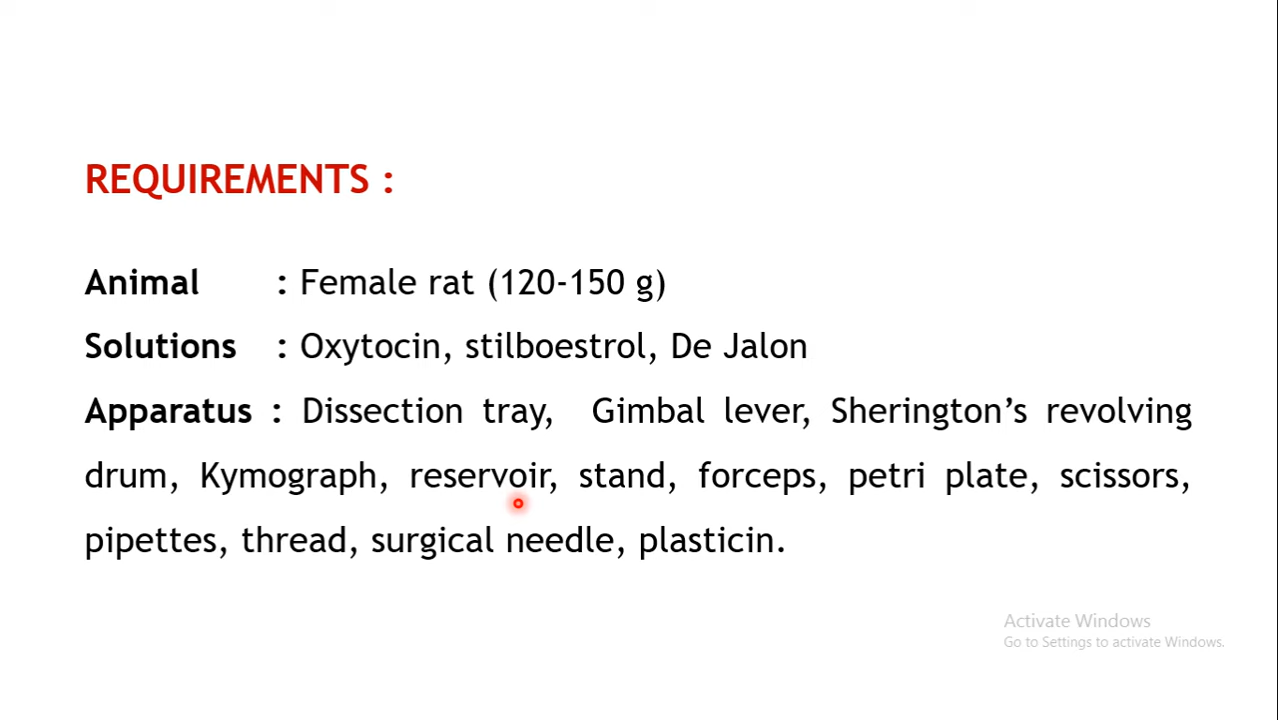 REQUIREMENTS :
Animal : Female rat (120-150 g)
Solutions : Oxytocin, stilboestrol, De Jalon
Apparatus : Dissection tray, Gimbal lever, Sherington’s revolving
drum, Kymograph, reservoir, stand, forceps, petri plate, scissors,
pipettes, thread, surgical needle, plasticin.
Activate Windows
Go to Settings to activate Windows.